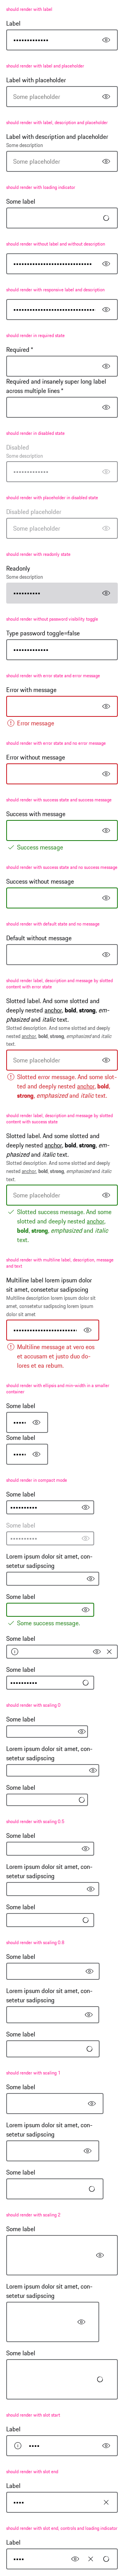 should render with label
Label
•••••••••••••
should render with label and placeholder
Label with placeholder
Some placeholder
should render with label, description and placeholder
Label with description and placeholder
Some description
Some placeholder
should render with loading indicator
Some label
should render without label and without description
••••••••••••••••••••••••••••••
should render with responsive label and description
•••••••••••••••••••••••••••••••
should render in required state
Required *
Required and insanely super long label
across multiple lines *
should render in disabled state
Disabled
Some description
•••••••••••••
should render with placeholder in disabled state
Disabled placeholder
Some placeholder
should render with readonly state
Readonly
Some description
••••••••••
should render without password visibility toggle
Type password toggle=false
•••••••••••••
should render with error state and error message
Error with message
Error message
should render with error state and no error message
Error without message
should render with success state and success message
Success with message
Success message
should render with success state and no success message
Success without message
should render with default state and no message
Default without message
should render label, description and message by slotted
content with error state
Slotted label. And some slotted and
deeply nested anchor, bold, strong, em-
phasized and italic text.
Slotted description. And some slotted and deeply
nested anchor, bold, strong, emphasized and italic
text.
Some placeholder
Slotted error message. And some slot-
ted and deeply nested anchor, bold,
strong, emphasized and italic text.
should render label, description and message by slotted
content with success state
Slotted label. And some slotted and
deeply nested anchor, bold, strong, em-
phasized and italic text.
Slotted description. And some slotted and deeply
nested anchor, bold, strong, emphasized and italic
text.
Some placeholder
Slotted success message. And some
slotted and deeply nested anchor,
bold, strong, emphasized and italic
text.
should render with multiline label, description, message
and text
Multiline label lorem ipsum dolor
sit amet, consetetur sadipscing
Multiline description lorem ipsum dolor sit
amet, consetetur sadipscing lorem ipsum
dolor sit amet
••••••••••••••••••••••••
Multiline message at vero eos
et accusam et justo duo do-
lores et ea rebum.
should render with ellipsis and min-width in a smaller
container
Some label
•••••
Some label
•••••
should render in compact mode
Some label
••••••••••
Some label
••••••••••
Lorem ipsum dolor sit amet, con-
setetur sadipscing
Some label
Some success message.
Some label
Some label
••••••••••
should render with scaling 0
Some label
Lorem ipsum dolor sit amet, con-
setetur sadipscing
Some label
should render with scaling 0.5
Some label
Lorem ipsum dolor sit amet, con-
setetur sadipscing
Some label
should render with scaling 0.8
Some label
Lorem ipsum dolor sit amet, con-
setetur sadipscing
Some label
should render with scaling 1
Some label
Lorem ipsum dolor sit amet, con-
setetur sadipscing
Some label
should render with scaling 2
Some label
Lorem ipsum dolor sit amet, con-
setetur sadipscing
Some label
should render with slot start
Label
••••
should render with slot end
Label
••••
should render with slot end, controls and loading indicator
Label
••••